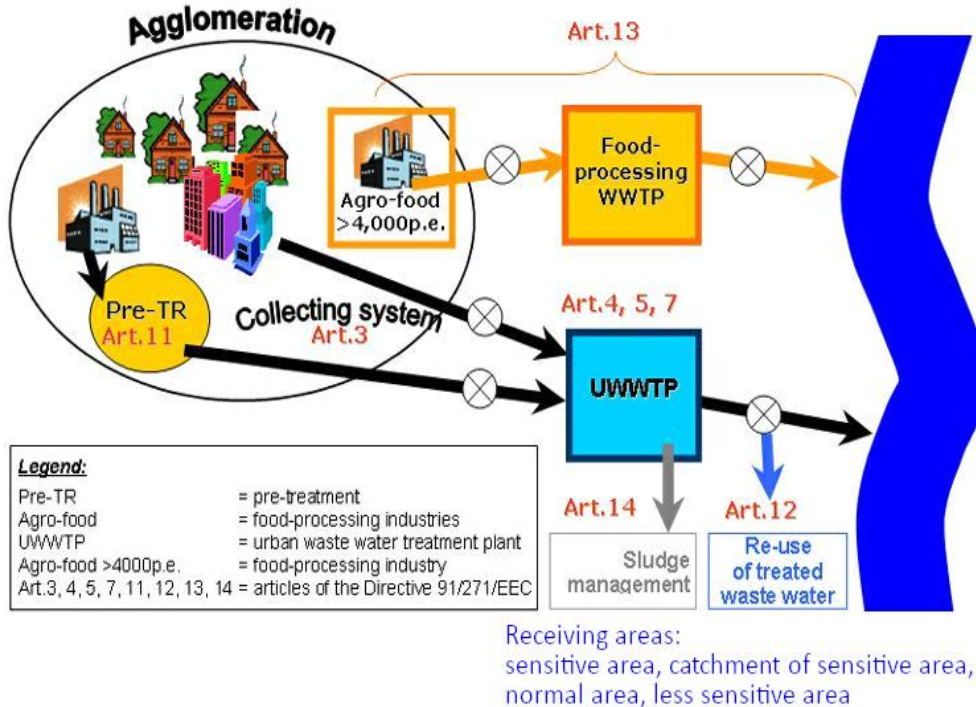 Agglomeration
Art.13
Agro-food
>4,000p.e.
Food-
processing
WWTP
Pre-TR
Art.11
Collecting system
Art.3
Art.4, 5, 7
UWWTP
Art.14
Art.12
Sludge
management
Re-use
of treated
waste water
Legend:
Pre-TR = pre-treatment
Agro-food = food-processing industries
UWWTP = urban waste water treatment plant
Agro-food >4000p.e. = food-processing industry
Art.3, 4, 5, 7, 11, 12, 13, 14 = articles of the Directive 91/271/EEC
Receiving areas:
sensitive area, catchment of sensitive area,
normal area, less sensitive area